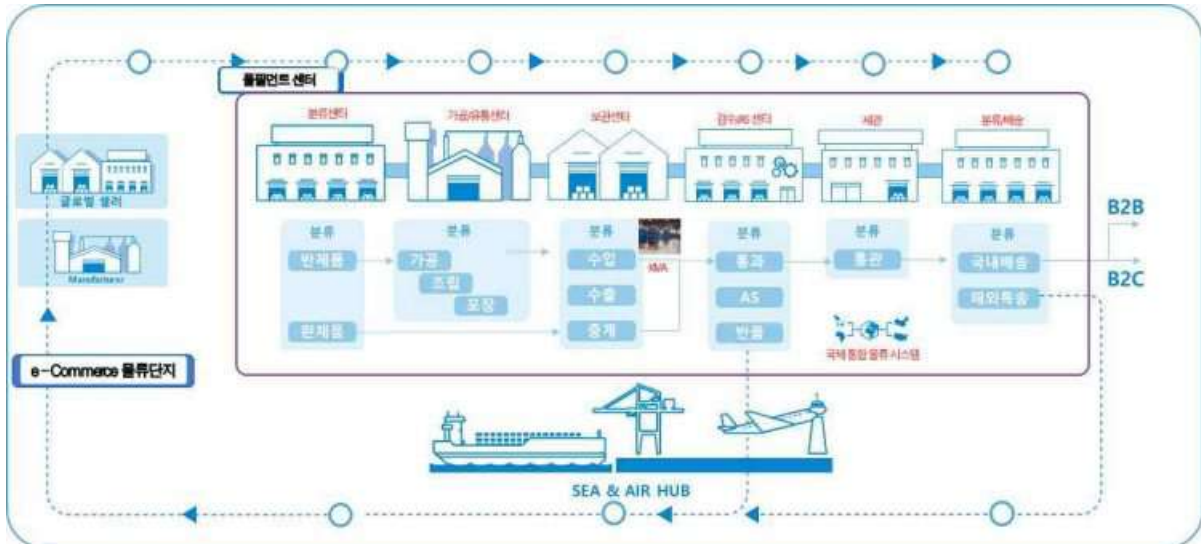 풀필먼트 센터
분류센터
가공/유통센터
보관센터
검수/AS 센터
세관
분류/배송
글로벌 셀러
Manufacturer
e-Commerce 물류단지
분류
반제품
완제품
분류
가공
조립
포장
분류
수입
수출
중계
분류
통과
AS
반품
분류
통관
국제 통합 물류 시스템
분류
국내배송
해외특송
B2B
B2C
SEA & AIR HUB